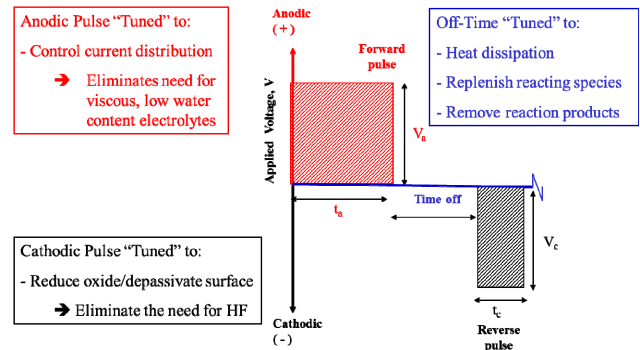 Anodic Pulse “Tuned” to:
- Control current distribution
➔ Eliminates need for
viscous, low water
content electrolytes
Anodic
(+)
Forward
pulse
Off-Time “Tuned” to:
- Heat dissipation
- Replenish reacting species
- Remove reaction products
Applied Voltage, V
Va
ta
Time off
Cathodic Pulse “Tuned” to:
- Reduce oxide/depassivate surface
➔ Eliminate the need for HF
Vc
tc
Cathodic
(-)
Reverse
pulse